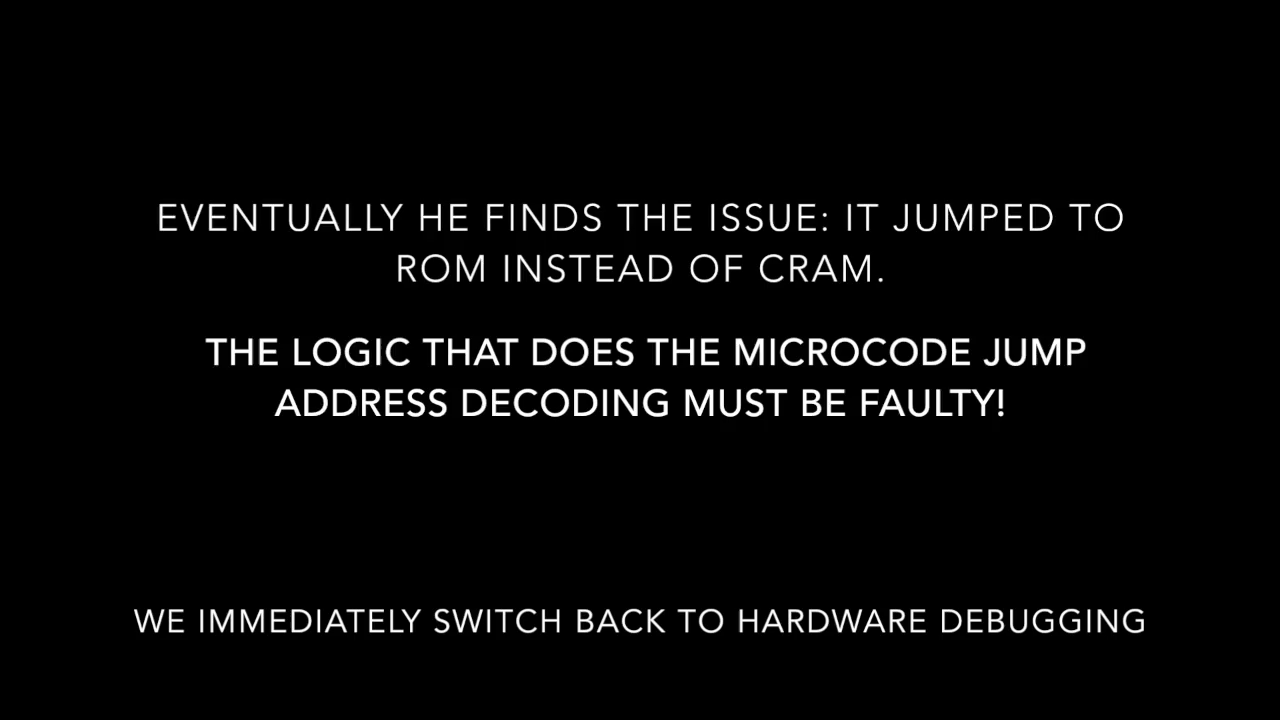 EVENTUALLY HE FINDS THE ISSUE: IT JUMPED TO
ROM INSTEAD OF CRAM.
THE LOGIC THAT DOES THE MICROCODE JUMP
ADDRESS DECODING MUST BE FAULTY!
WE IMMEDIATELY SWITCH BACK TO HARDWARE DEBUGGING